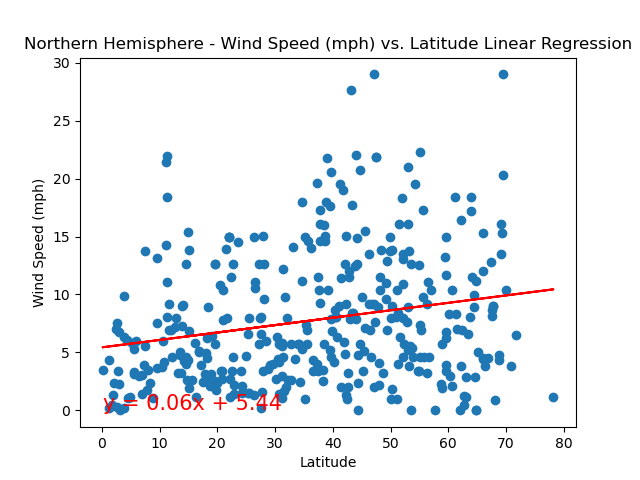 Northern Hemisphere - Wind Speed (mph) vs. Latitude Linear Regression
30
25
20
15
10
5
0
Wind Speed (mph)
y = 0.06x + 5.44
0 10 20 30 40 50 60 70 80
Latitude